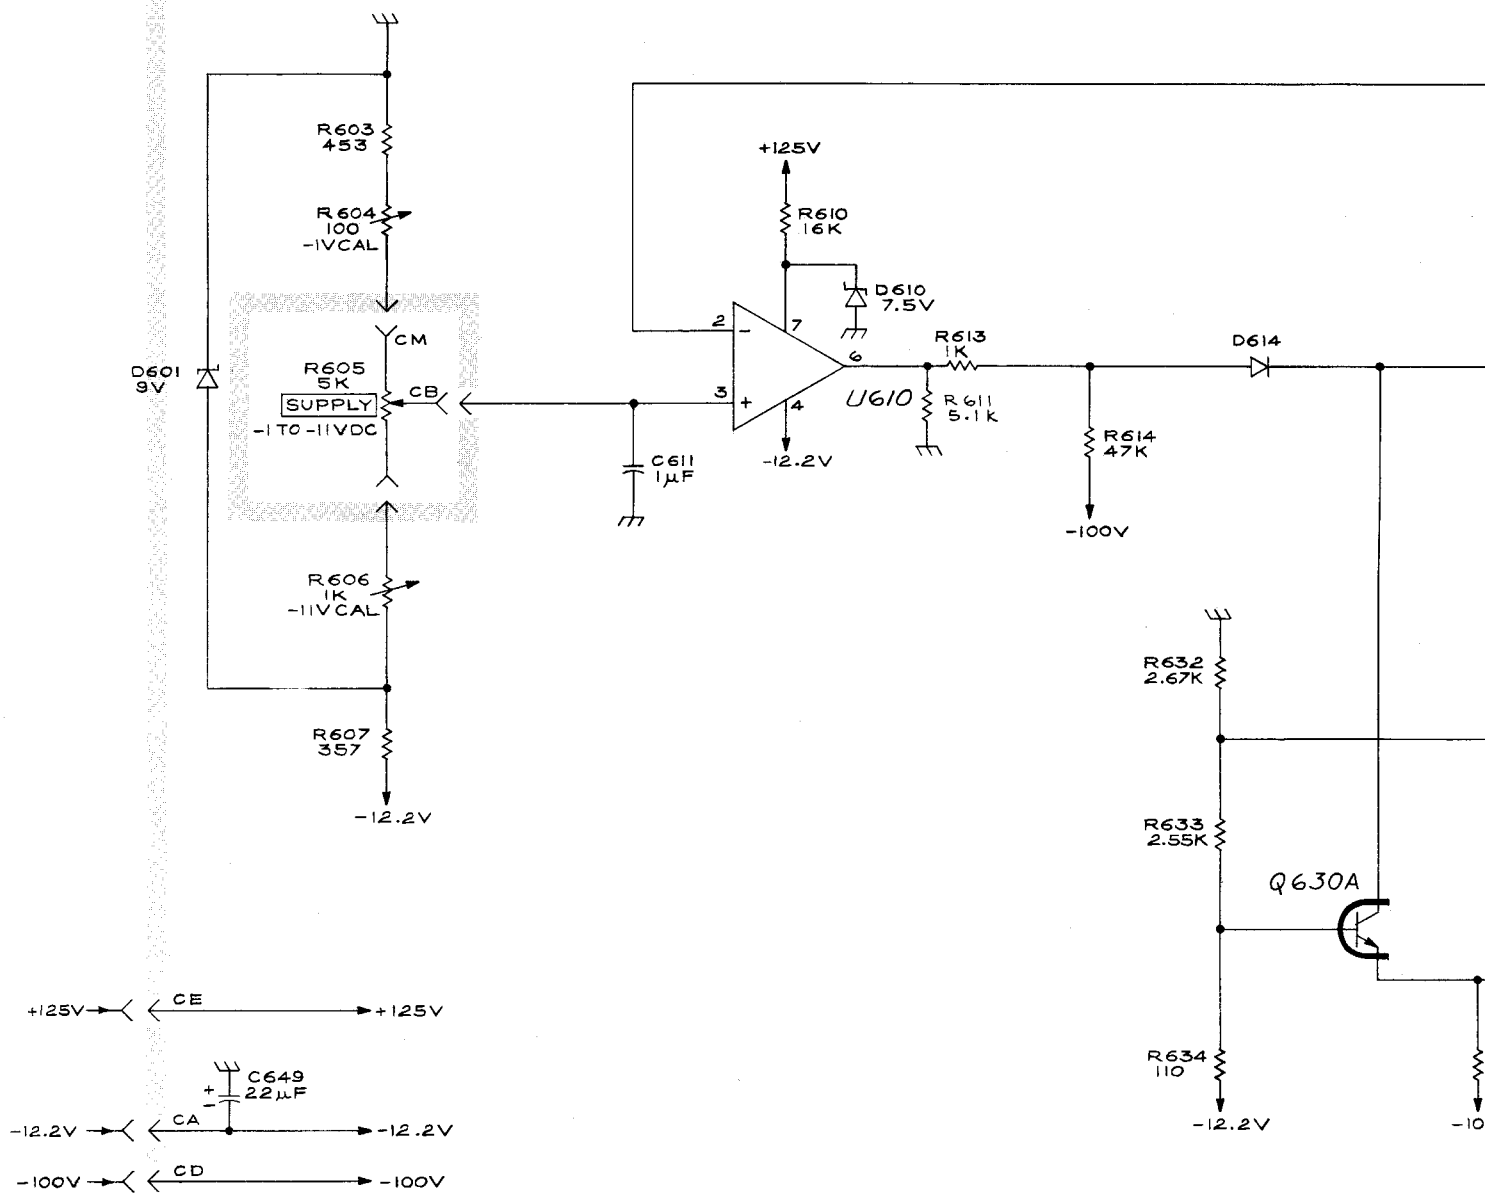 R603
453
R604
100
-1V CAL
CM
D601
9V
R605
5K
SUPPLY
-1 TO -11VDC
CB
R606
1K
-11V CAL
R607
357
-12.2V
+125V
R610
16K
D610
7.5V
2
-
7
3
+
4
6
U610
-12.2V
C611
1µF
R613
1K
R611
5.1K
D614
R614
47K
-100V
R632
2.67K
R633
2.55K
Q630A
R634
110
-12.2V
-10
+125V
CE
+125V
C649
22µF
+
-
-12.2V
CA
-12.2V
-100V
CD
-100V